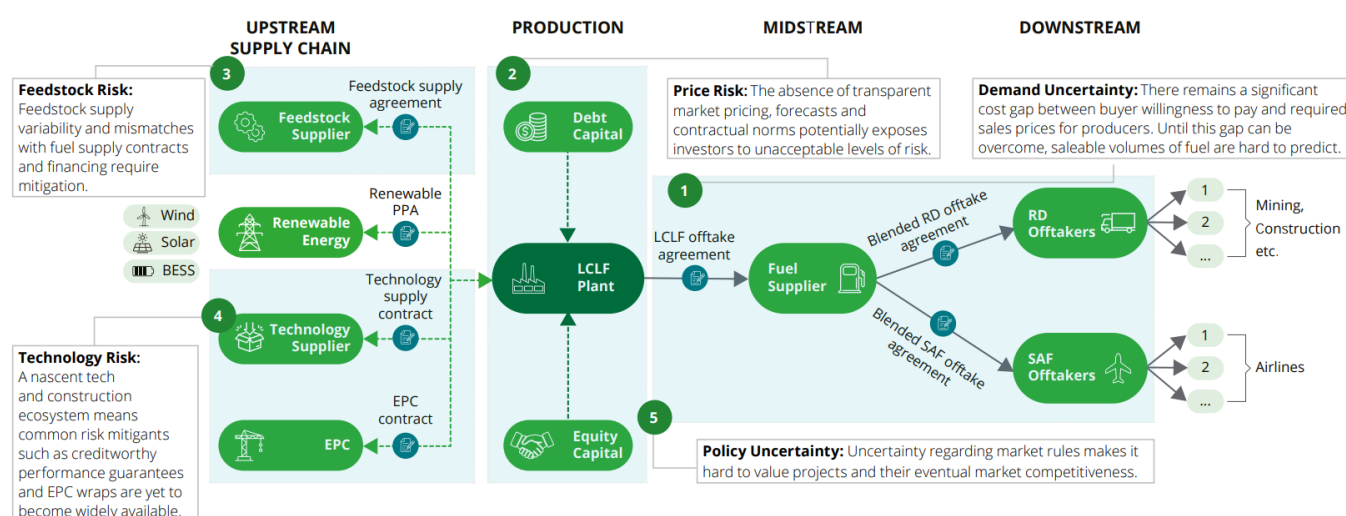 UPSTREAM
SUPPLY CHAIN
PRODUCTION
MIDSTREAM
DOWNSTREAM
3
Feedstock Risk:
Feedstock supply
variability and mismatches
with fuel supply contracts
and financing require
mitigation.
Feedstock supply
agreement
Feedstock
Supplier
Renewable
PPA
Renewable
Energy
Wind
Solar
BESS
4
Technology
supply
contract
Technology
Supplier
Technology Risk:
A nascent tech
and construction
ecosystem means
common risk mitigants
such as creditworthy
performance guarantees
and EPC wraps are yet to
become widely available.
EPC
contract
EPC
2
Debt
Capital
LCLF
Plant
Equity
Capital
Price Risk: The absence of transparent
market pricing, forecasts and
contractual norms potentially exposes
investors to unacceptable levels of risk.
Demand Uncertainty: There remains a significant
cost gap between buyer willingness to pay and required
sales prices for producers. Until this gap can be
overcome, saleable volumes of fuel are hard to predict.
1
LCLF offtake
agreement
Fuel
Supplier
Blended RD offtake
agreement
RD
Offtakers
1
2
...
Mining,
Construction
etc.
Blended SAF offtake
agreement
SAF
Offtakers
1
2
...
Airlines
5
Policy Uncertainty: Uncertainty regarding market rules makes it
hard to value projects and their eventual market competitiveness.